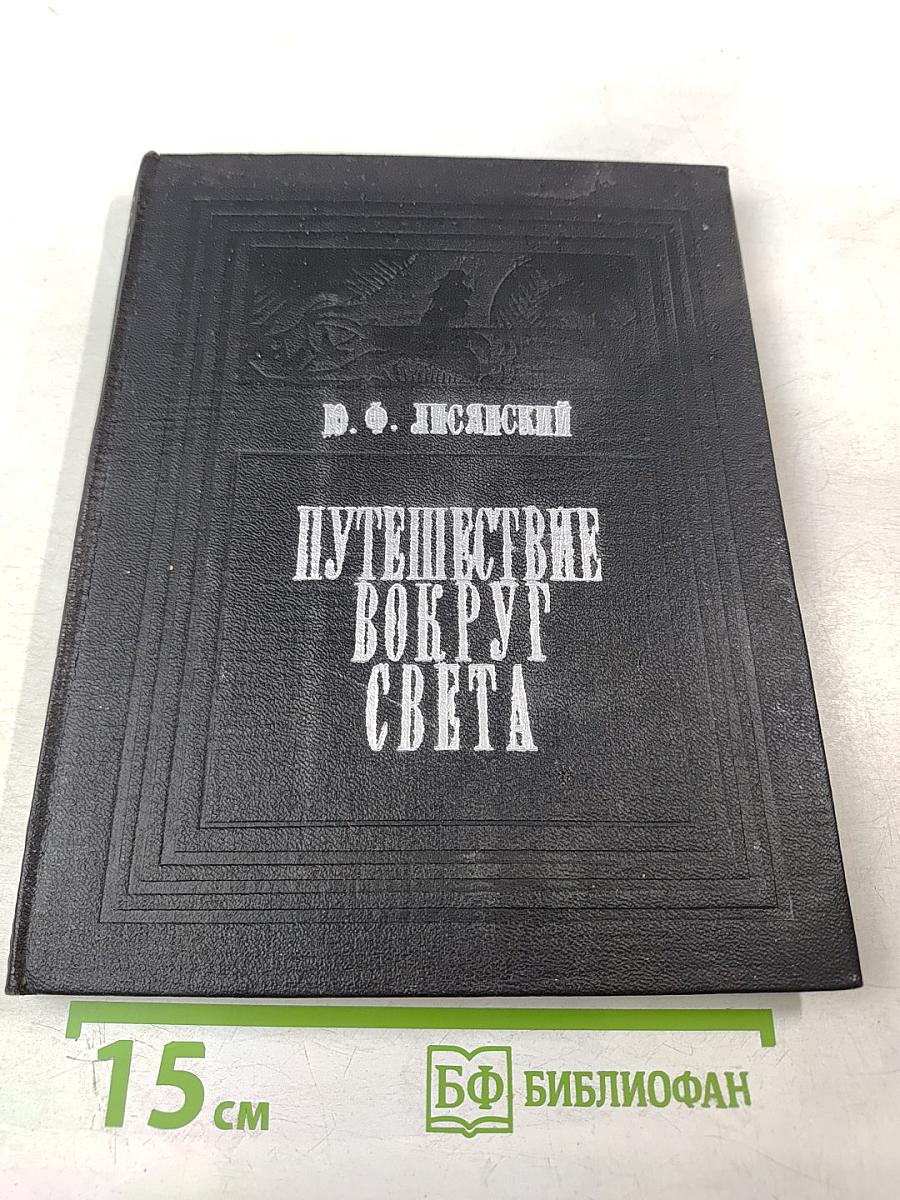 Ю. Ф. ЛИСЯНСКИЙ
ПУТЕШЕСТВИЕ
ВОКРУГ
СВЕТА
15 см
БФ БИБЛИОФАН